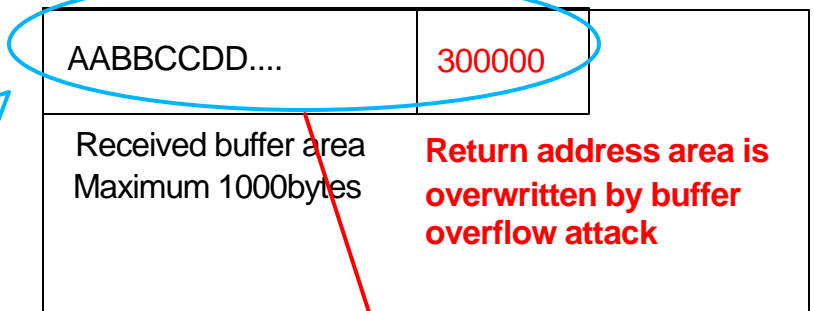 AABBCCDD....
300000
Received buffer area
Maximum 1000bytes
Return address area is
overwritten by buffer
overflow attack